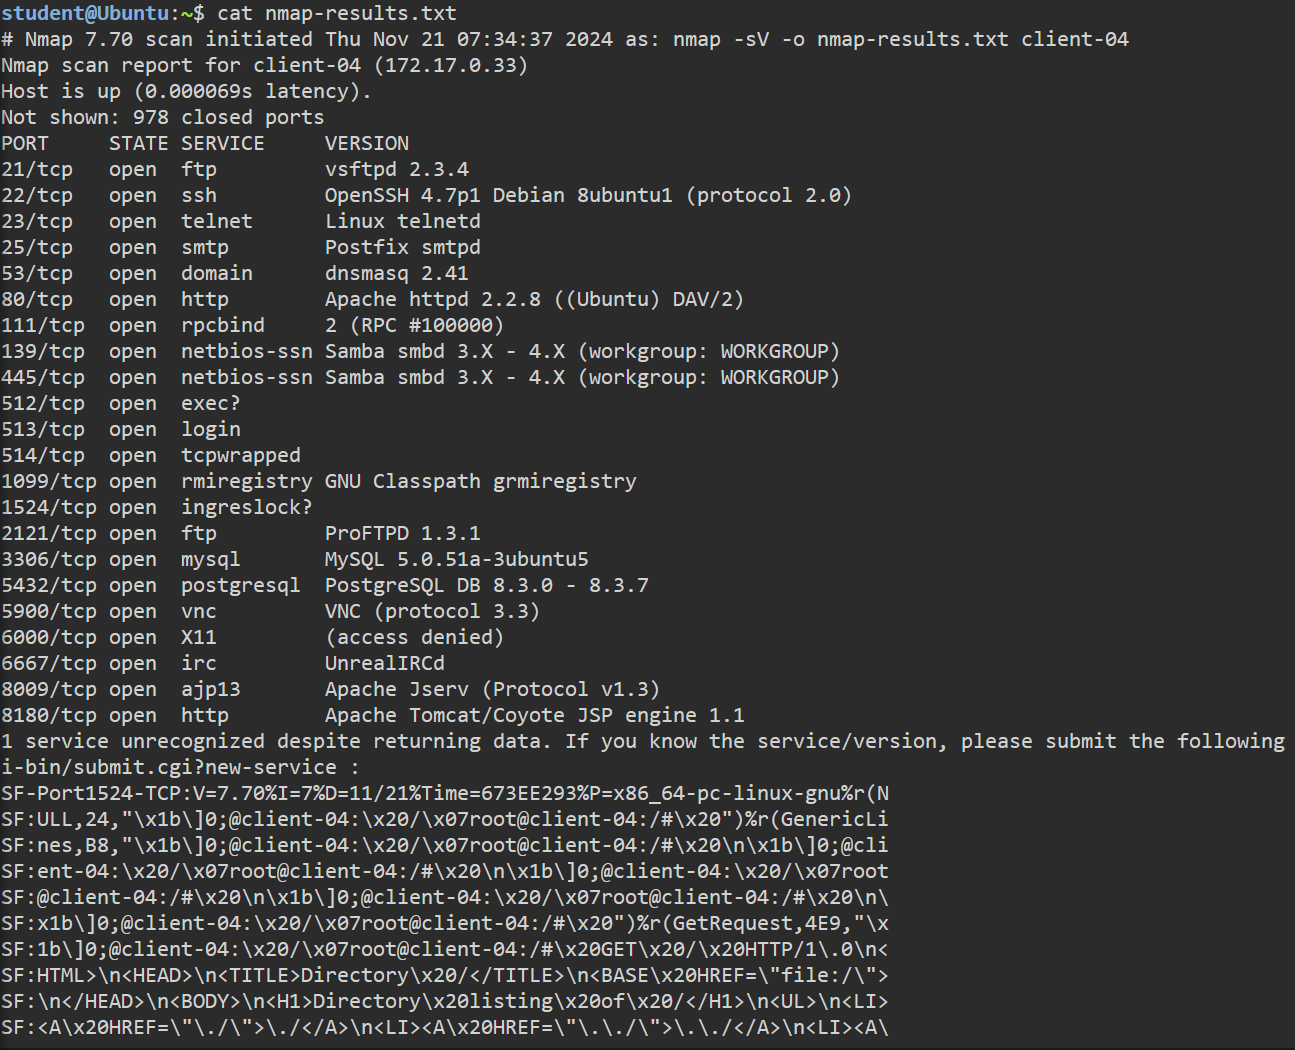 student@Ubuntu:~$ cat nmap-results.txt
# Nmap 7.70 scan initiated Thu Nov 21 07:34:37 2024 as: nmap -sV -o nmap-results.txt client-04
Nmap scan report for client-04 (172.17.0.33)
Host is up (0.000069s latency).
Not shown: 978 closed ports
PORT     STATE SERVICE     VERSION
21/tcp   open  ftp         vsftpd 2.3.4
22/tcp   open  ssh         OpenSSH 4.7p1 Debian 8ubuntu1 (protocol 2.0)
23/tcp   open  telnet      Linux telnetd
25/tcp   open  smtp        Postfix smtpd
53/tcp   open  domain      dnsmasq 2.41
80/tcp   open  http        Apache httpd 2.2.8 ((Ubuntu) DAV/2)
111/tcp  open  rpcbind     2 (RPC #100000)
139/tcp  open  netbios-ssn Samba smbd 3.X - 4.X (workgroup: WORKGROUP)
445/tcp  open  netbios-ssn Samba smbd 3.X - 4.X (workgroup: WORKGROUP)
512/tcp  open  exec?
513/tcp  open  login
514/tcp  open  tcpwrapped
1099/tcp open  rmiregistry GNU Classpath grmiregistry
1524/tcp open  ingreslock?
2121/tcp open  ftp         ProFTPD 1.3.1
3306/tcp open  mysql       MySQL 5.0.51a-3ubuntu5
5432/tcp open  postgresql  PostgreSQL DB 8.3.0 - 8.3.7
5900/tcp open  vnc         VNC (protocol 3.3)
6000/tcp open  X11         (access denied)
6667/tcp open  irc         UnrealIRCd
8009/tcp open  ajp13       Apache Jserv (Protocol v1.3)
8180/tcp open  http        Apache Tomcat/Coyote JSP engine 1.1
1 service unrecognized despite returning data. If you know the service/version, please submit the following
i-bin/submit.cgi?new-service :
SF-Port1524-TCP:V=7.70%I=7%D=11/21%Time=673EE293%P=x86_64-pc-linux-gnu%r(N
SF:ULL,24,"\x1b\]0;@client-04:\x20/\x07root@client-04:/#\x20")%r(GenericLi
SF:nes,B8,"\x1b\]0;@client-04:\x20/\x07root@client-04:/#\x20\n\x1b\]0;@cli
SF:ent-04:\x20/\x07root@client-04:/#\x20\n\x1b\]0;@client-04:\x20/\x07root
SF:@client-04:/#\x20\n\x1b\]0;@client-04:\x20/\x07root@client-04:/#\x20\n\
SF:x1b\]0;@client-04:\x20/\x07root@client-04:/#\x20")%r(GetRequest,4E9,"\x
SF:1b\]0;@client-04:\x20/\x07root@client-04:/#\x20GET\x20/\x20HTTP/1\.0\n<
SF:HTML>\n<HEAD>\n<TITLE>Directory\x20/</TITLE>\n<BASE\x20HREF=\"file:/\">
SF:\n</HEAD>\n<BODY>\n<H1>Directory\x20listing\x20of\x20/</H1>\n<UL>\n<LI>
SF:<A\x20HREF=\"\./\">\./</A>\n<LI><A\x20HREF=\"\.\./\">\.\./</A>\n<LI><A\